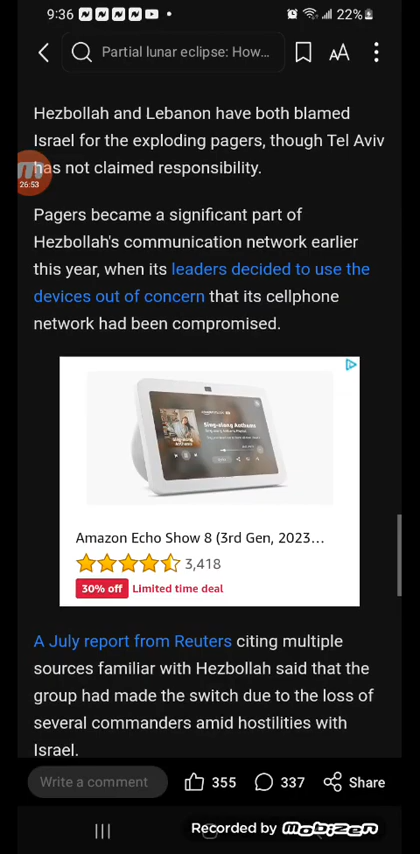 9:36
22%
Partial lunar eclipse: How...
AA
Hezbollah and Lebanon have both blamed
Israel for the exploding pagers, though Tel Aviv
has not claimed responsibility.
26:53
Pagers became a significant part of
Hezbollah's communication network earlier
this year, when its leaders decided to use the
devices out of concern that its cellphone
network had been compromised.
Sing-along Anthems
Amazon Echo Show 8 (3rd Gen, 2023...
3,418
30% off Limited time deal
A July report from Reuters citing multiple
sources familiar with Hezbollah said that the
group had made the switch due to the loss of
several commanders amid hostilities with
Israel.
Write a comment
355
337
Share
Recorded by mobizen